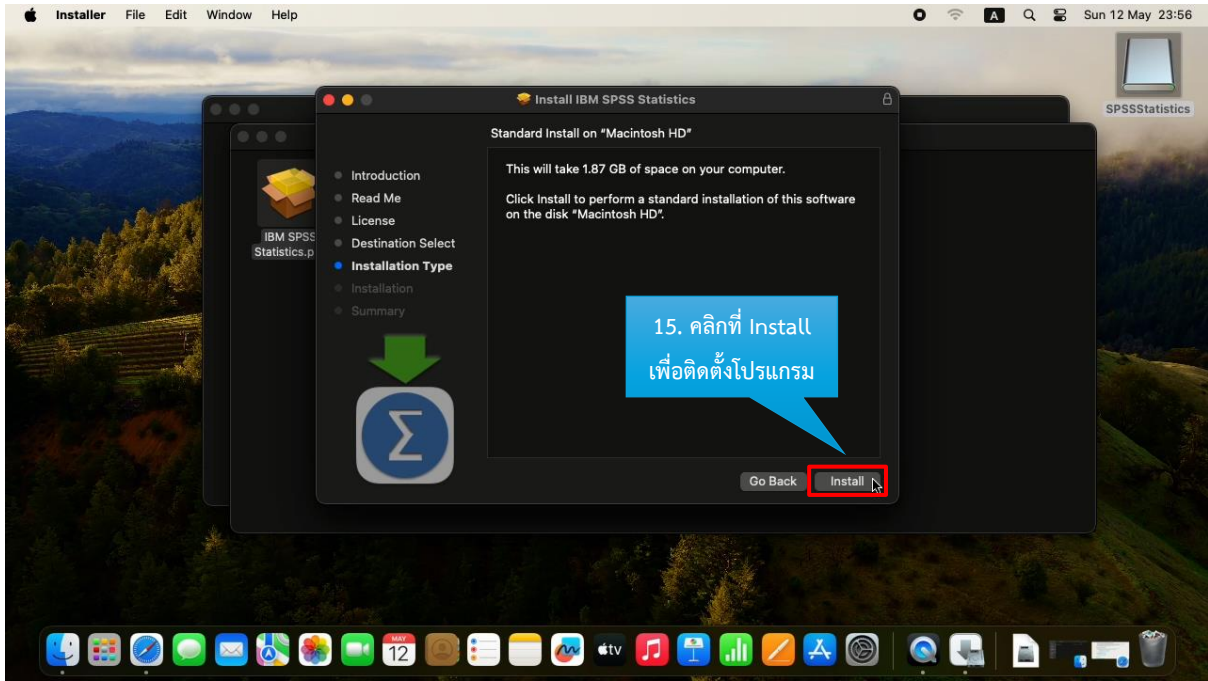 Installer File Edit Window Help
A
Sun 12 May 23:56
SPSSStatistics
Install IBM SPSS Statistics
Standard Install on "Macintosh HD"
Introduction
Read Me
License
Destination Select
Installation Type
Installation
Summary
IBM SPSS
Statistics.p
This will take 1.87 GB of space on your computer.
Click Install to perform a standard installation of this software
on the disk "Macintosh HD".
15. คลิกที่ Install
เพื่อติดตั้งโปรแกรม
Go Back Install
MAY
12
tv